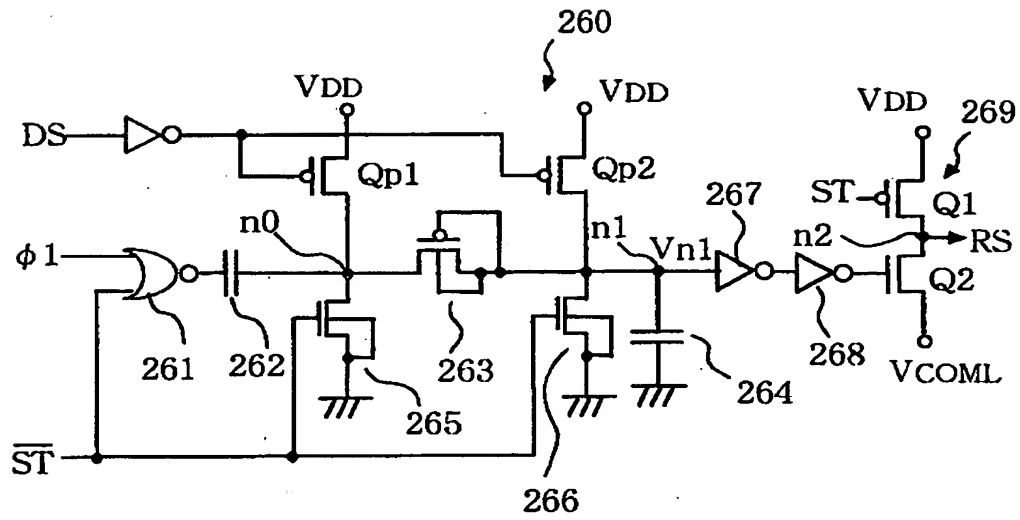 260
VDD
VDD
VDD
269
DS
Qp1
Qp2
267
ST
Q1
n0
n1
Vn1
n2
RS
φ1
Q2
261
262
263
268
264
VCOML
265
S̅T̅
266